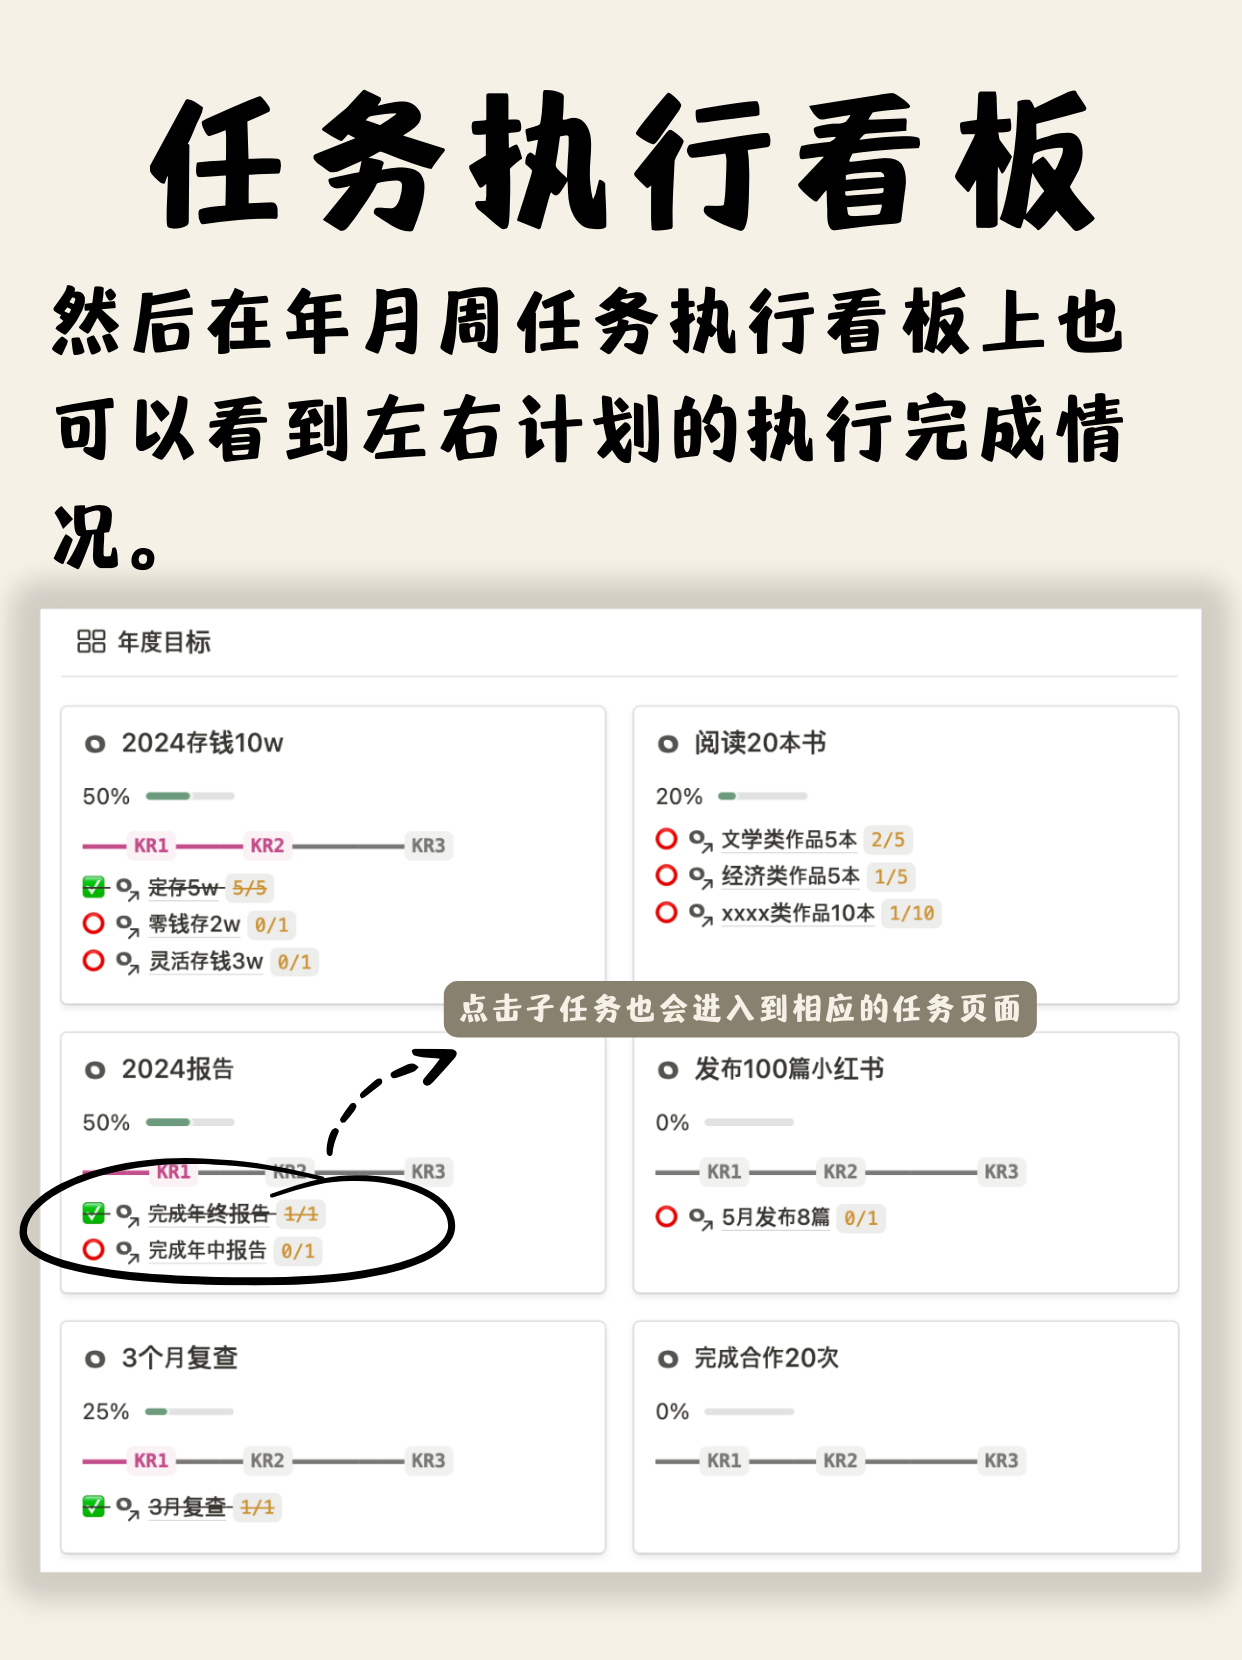 任务执行看板
然后在年月周任务执行看板上也
可以看到左右计划的执行完成情
况。
年度目标
2024存钱10w
50%
KR1 KR2 KR3
定存5w 5/5
零钱存2w 0/1
灵活存钱3w 0/1
阅读20本书
20%
文学类作品5本 2/5
经济类作品5本 1/5
xxxx类作品10本 1/10
点击子任务也会进入到相应的任务页面
2024报告
50%
KR1 KR2 KR3
完成年终报告 1/1
完成年中报告 0/1
发布100篇小红书
0%
KR1 KR2 KR3
5月发布8篇 0/1
3个月复查
25%
KR1 KR2 KR3
3月复查 1/1
完成合作20次
0%
KR1 KR2 KR3